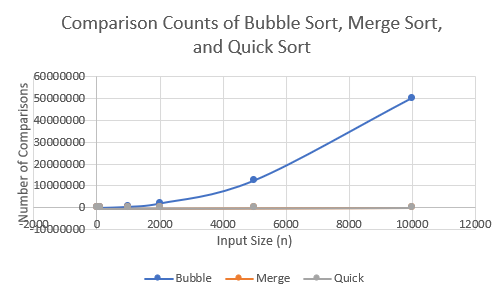 Comparison Counts of Bubble Sort, Merge Sort,
and Quick Sort
Number of Comparisons
60000000
50000000
40000000
30000000
20000000
10000000
0
-10000000
-2000 0 2000 4000 6000 8000 10000 12000
Input Size (n)
Bubble Merge Quick